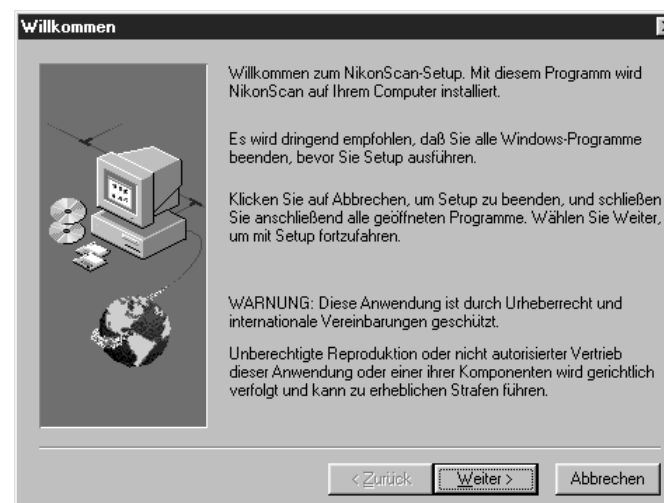 Willkommen
Willkommen zum NikonScan-Setup. Mit diesem Programm wird
NikonScan auf Ihrem Computer installiert.
Es wird dringend empfohlen, daß Sie alle Windows-Programme
beenden, bevor Sie Setup ausführen.
Klicken Sie auf Abbrechen, um Setup zu beenden, und schließen
Sie anschließend alle geöffneten Programme. Wählen Sie Weiter,
um mit Setup fortzufahren.
WARNUNG: Diese Anwendung ist durch Urheberrecht und
internationale Vereinbarungen geschützt.
Unberechtigte Reproduktion oder nicht autorisierter Vertrieb
dieser Anwendung oder einer ihrer Komponenten wird gerichtlich
verfolgt und kann zu erheblichen Strafen führen.
< Zurück Weiter > Abbrechen